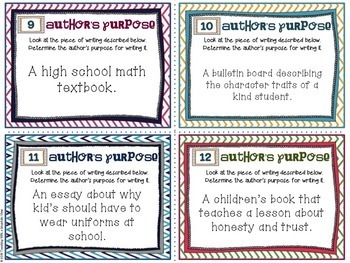 9 Author's Purpose
Look at the piece of writing described below.
Determine the author's purpose for writing it.
A high school math
textbook.
10 Author's Purpose
Look at the piece of writing described below.
Determine the author's purpose for writing it.
A bulletin board describing
the character traits of a
kind student.
11 Author's Purpose
Look at the piece of writing described below.
Determine the author's purpose for writing it.
An essay about why
kid's should have to
wear uniforms at
school.
12 Author's Purpose
Look at the piece of writing described below.
Determine the author's purpose for writing it.
A children's book that
teaches a lesson about
honesty and trust.